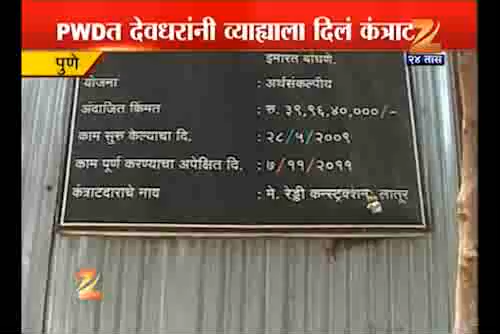 PWDत देवधरांनी व्याह्याला दिलं कंत्राट
२४ तास
पुणे
इमारत बांधणे.
योजना : अर्थसंकल्पीय
अंदाजित किंमत : रु. ३९,९६,४०,०००/-
काम सुरु केल्याचा दि. : २८/५/२००९
काम पूर्ण करण्याचा अपेक्षित दि. : ७/११/२०११
कंत्राटदाराचे नाव : मे. रेड्डी कन्स्ट्रक्शन, लातूर